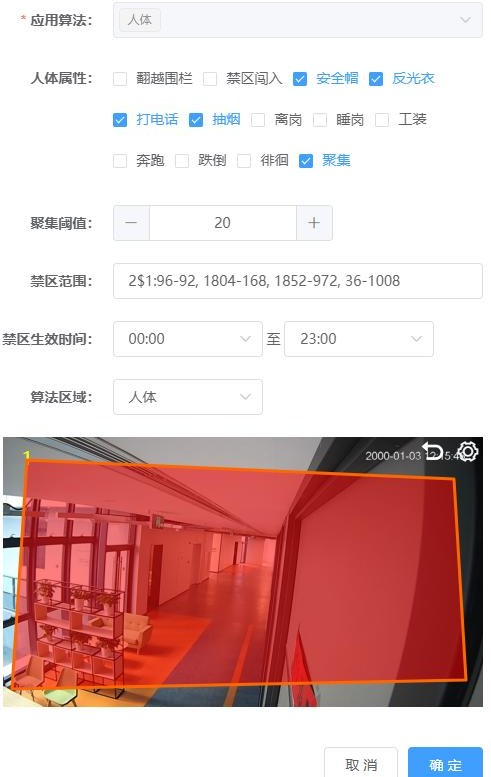 * 应用算法： 人体
人体属性： 翻越围栏 禁区闯入 安全帽 反光衣
打电话 抽烟 离岗 睡岗 工装
奔跑 跌倒 徘徊 聚集
聚集阈值： — 20 +
禁区范围： 2$1:96-92, 1804-168, 1852-972, 36-1008
禁区生效时间： 00:00 至 23:00
算法区域： 人体
1 2000-01-03 12:15:4
取 消 确 定